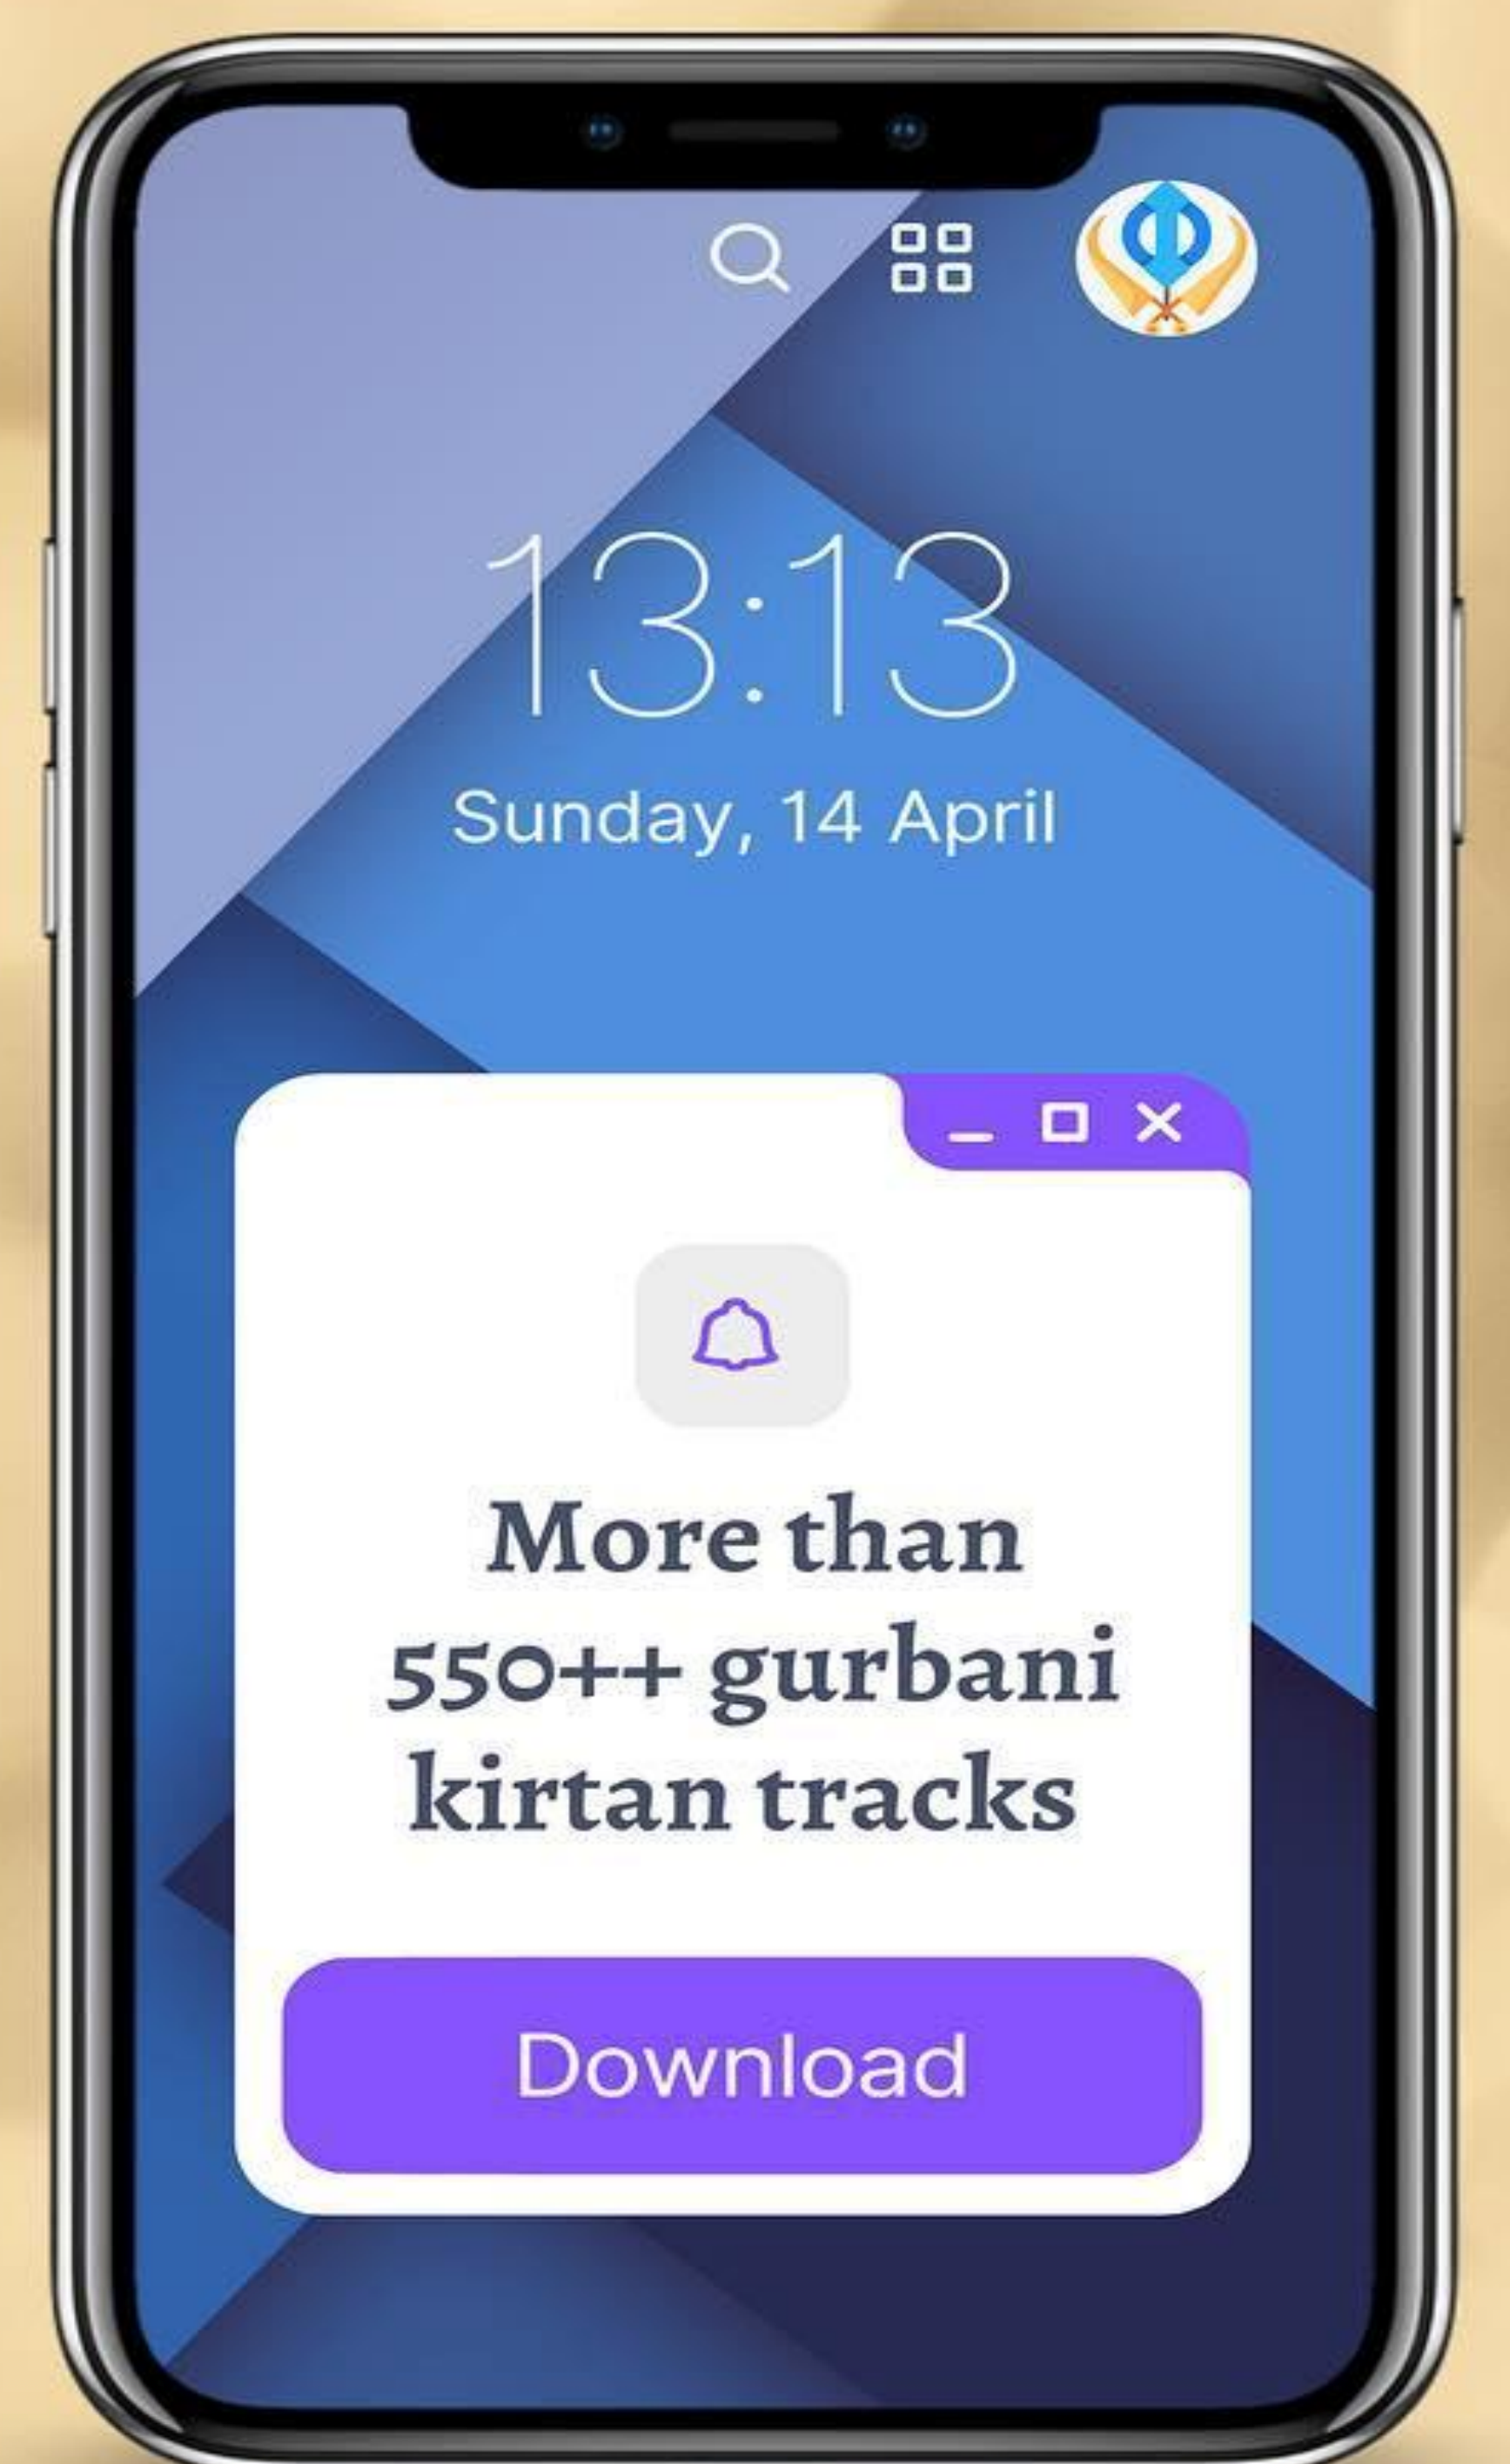 13:13
Sunday, 14 April
More than
550++ gurbani
kirtan tracks
Download